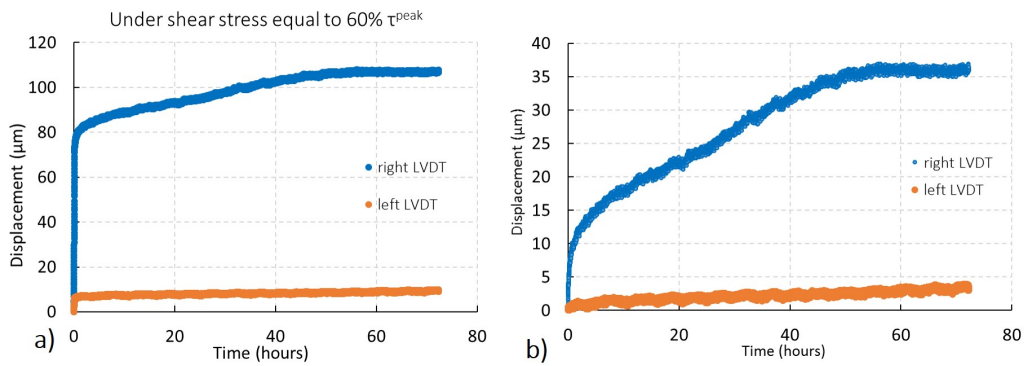 Under shear stress equal to 60% τᵖᵉᵃᵏ
120
100
80
60
40
20
0
Displacement (μm)
right LVDT
left LVDT
0 20 40 60 80
Time (hours)
a)
40
35
30
25
20
15
10
5
0
Displacement (μm)
right LVDT
left LVDT
0 20 40 60 80
Time (hours)
b)